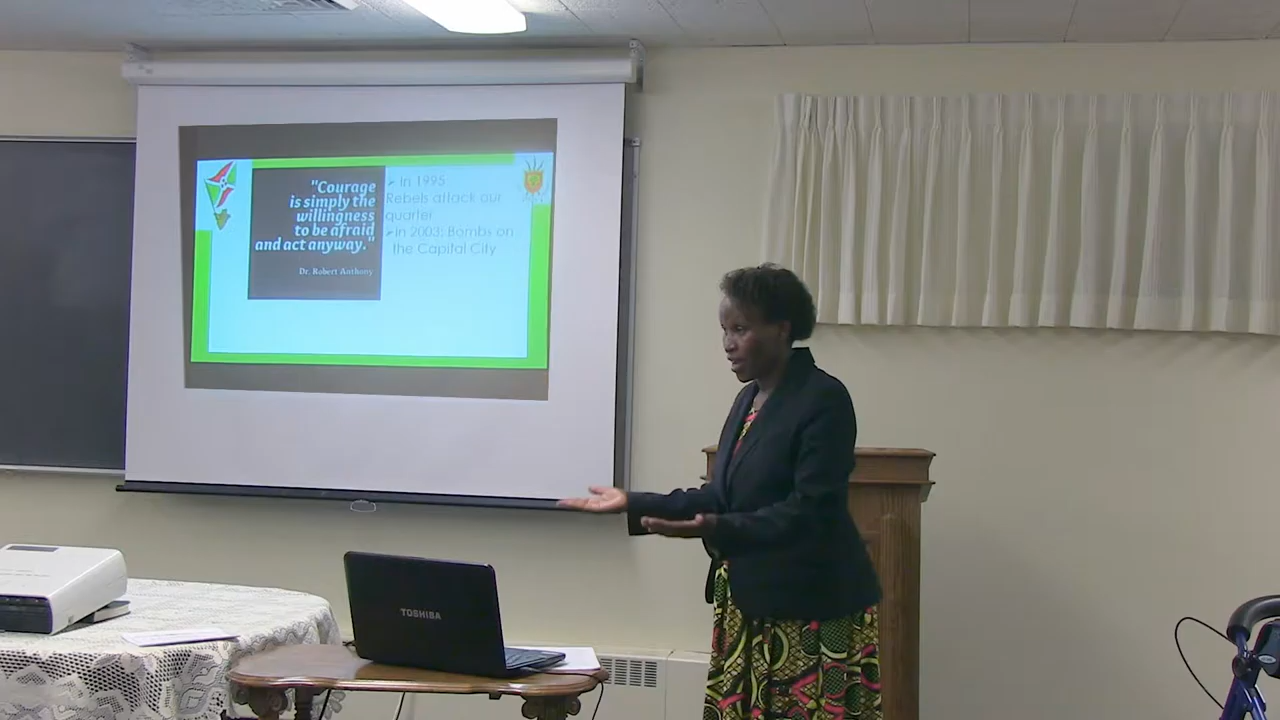 "Courage
is simply the
willingness
to be afraid
and act anyway."
Dr. Robert Anthony
➢ In 1995
Rebels attack our
quarter
➢In 2003: Bombs on
the Capital City
TOSHIBA